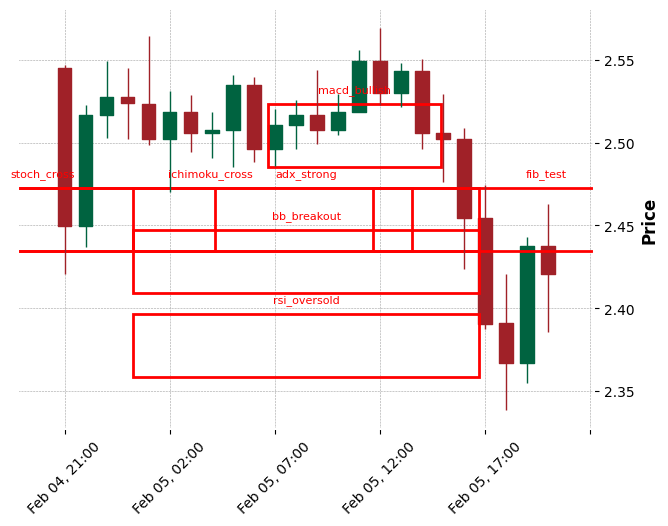 2.55
macd_bullish
2.50
stoch_cross ichimoku_cross adx_strong fib_test
2.45
bb_breakout
Price
2.40
rsi_oversold
2.35
Feb 04, 21:00
Feb 05, 02:00
Feb 05, 07:00
Feb 05, 12:00
Feb 05, 17:00